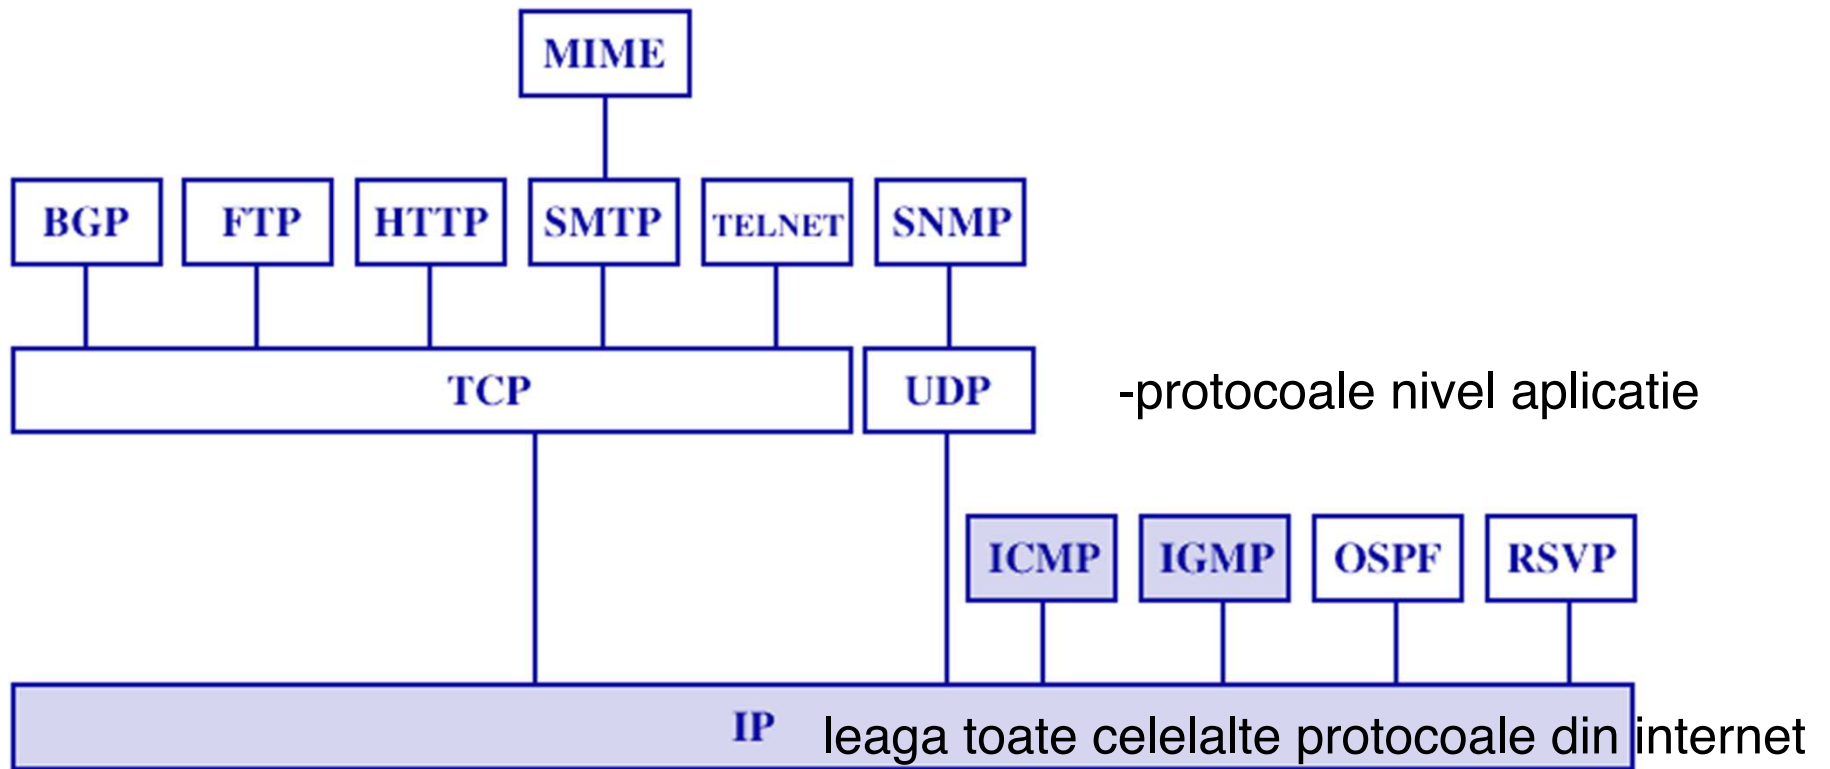 MIME
BGP FTP HTTP SMTP TELNET SNMP
TCP UDP -protocoale nivel aplicatie
ICMP IGMP OSPF RSVP
IP leaga toate celelalte protocoale din internet